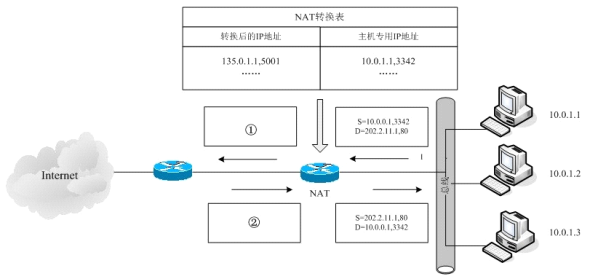 NAT转换表
转换后的IP地址
主机专用IP地址
135.0.1.1,5001
10.0.1.1,3342
……
……
①
S=10.0.0.1,3342
D=202.2.11.1,80
10.0.1.1
Internet
NAT
总线
10.0.1.2
②
S=202.2.11.1,80
D=10.0.0.1,3342
10.0.1.3